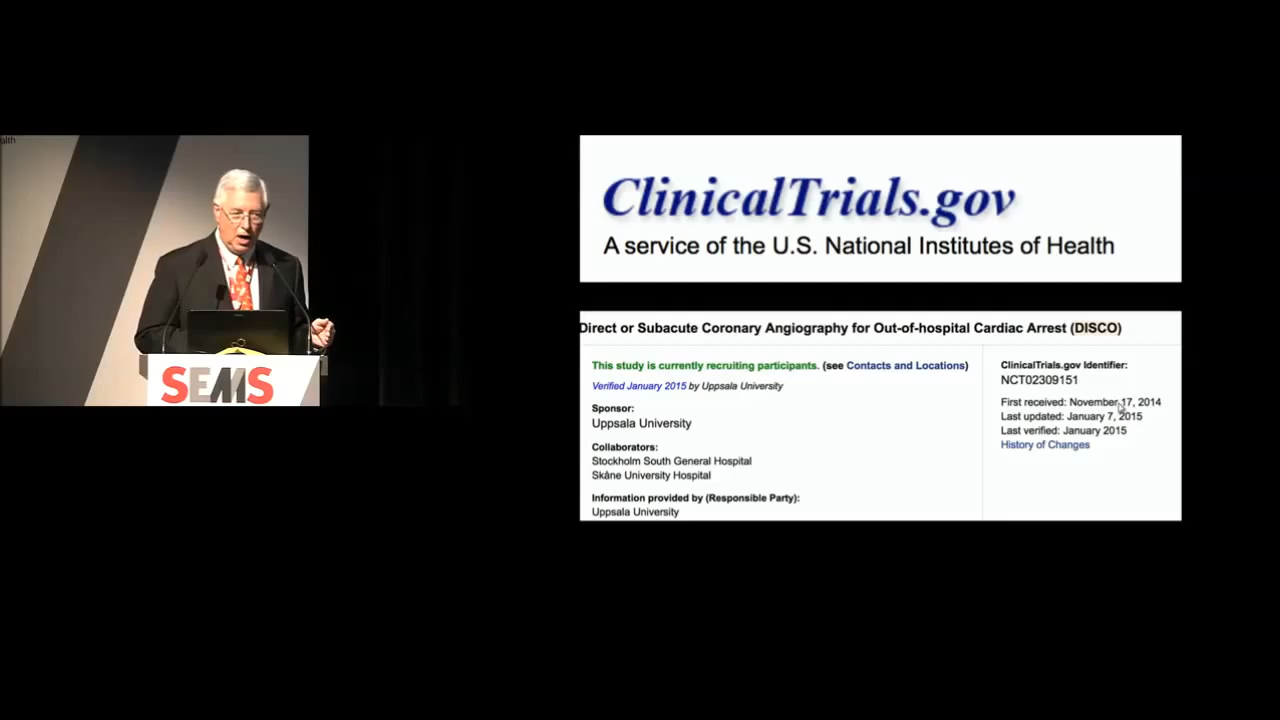 alth
SEMS
ClinicalTrials.gov
A service of the U.S. National Institutes of Health
Direct or Subacute Coronary Angiography for Out-of-hospital Cardiac Arrest (DISCO)
This study is currently recruiting participants. (see Contacts and Locations)
Verified January 2015 by Uppsala University
Sponsor:
Uppsala University
Collaborators:
Stockholm South General Hospital
Skåne University Hospital
Information provided by (Responsible Party):
Uppsala University
ClinicalTrials.gov Identifier:
NCT02309151
First received: November 17, 2014
Last updated: January 7, 2015
Last verified: January 2015
History of Changes